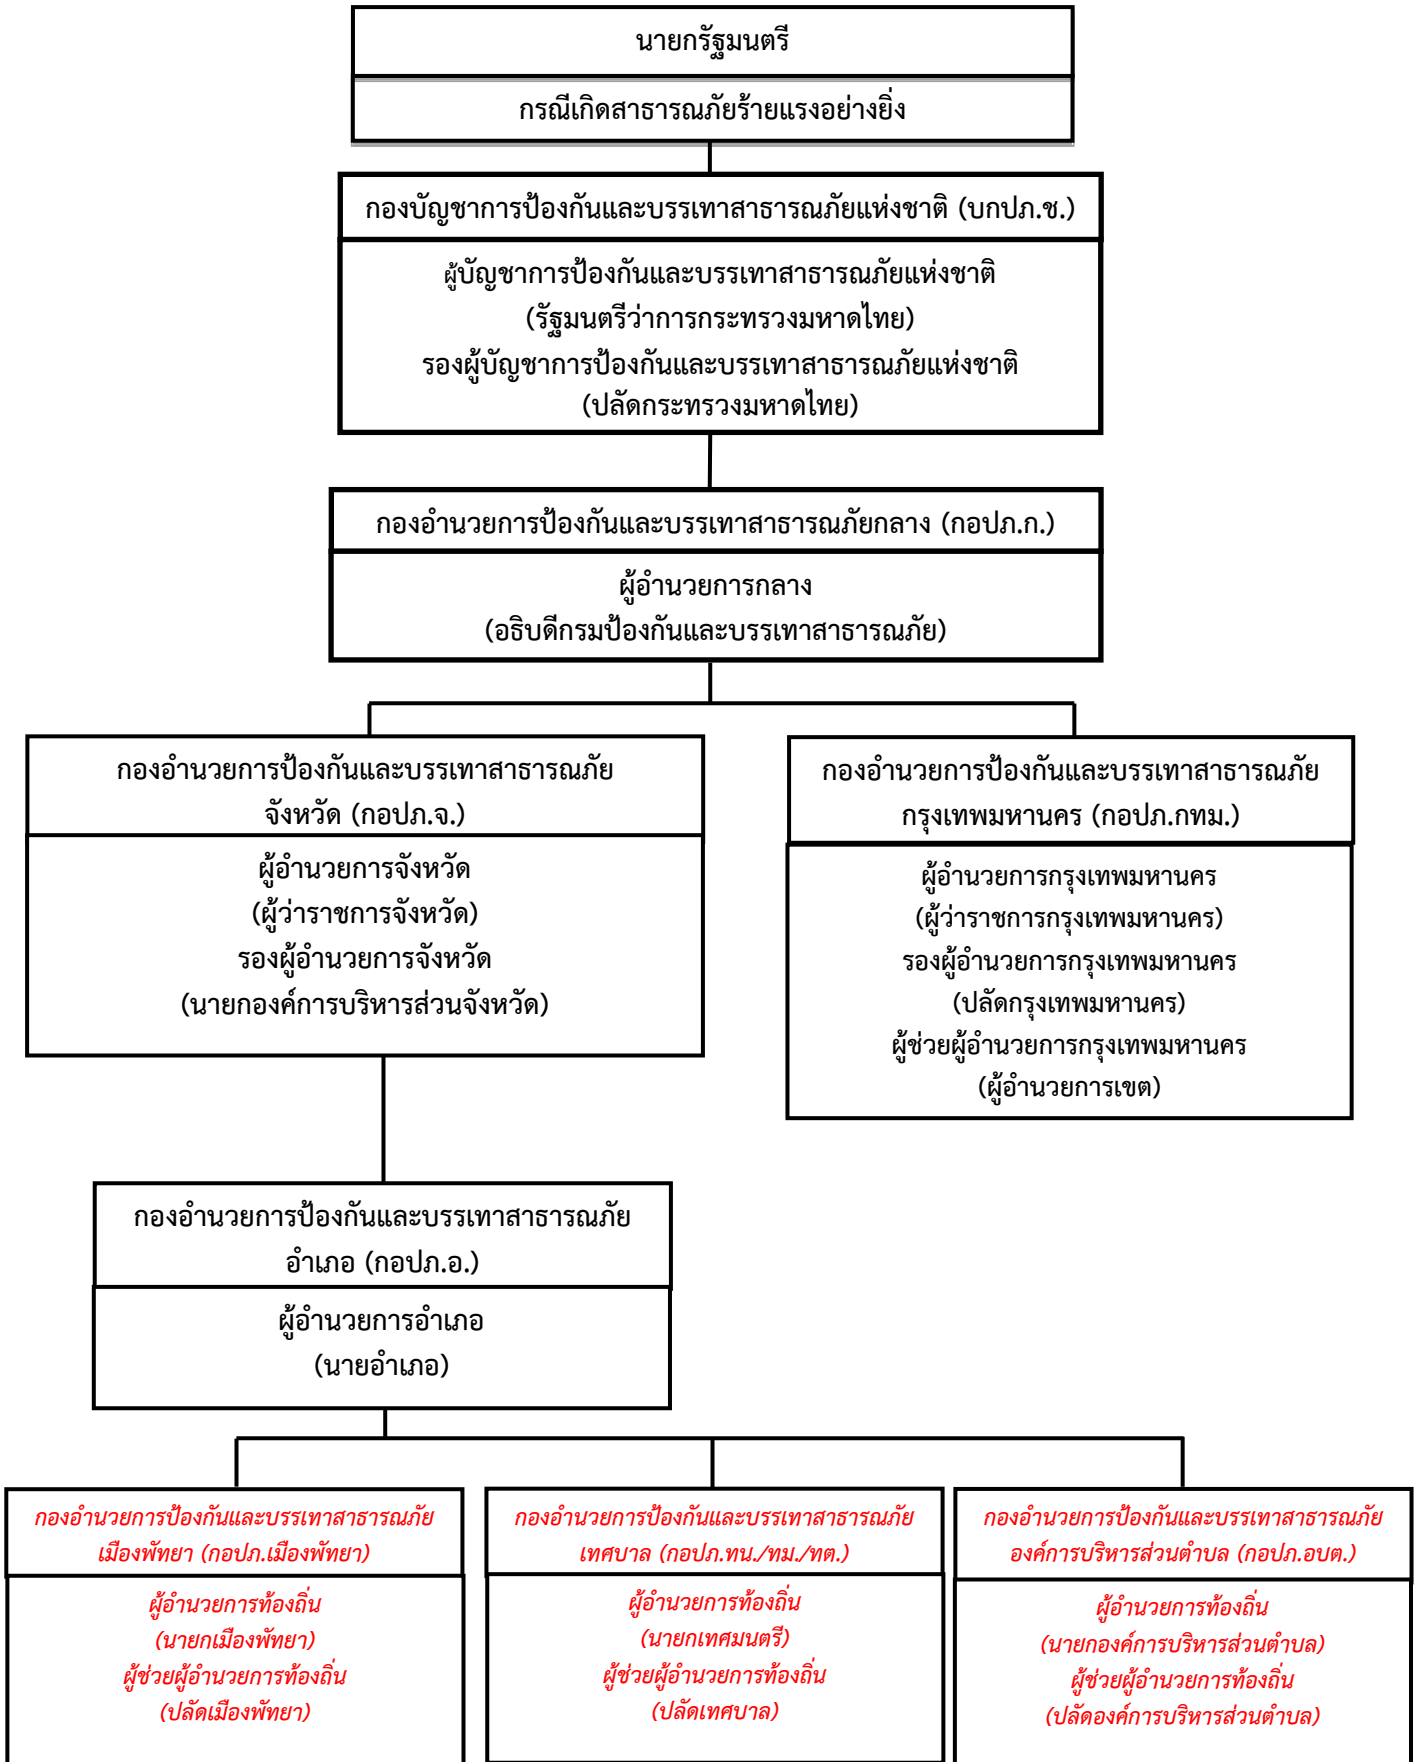 นายกรัฐมนตรี
กรณีเกิดสาธารณภัยร้ายแรงอย่างยิ่ง
กองบัญชาการป้องกันและบรรเทาสาธารณภัยแห่งชาติ (บกปภ.ช.)
ผู้บัญชาการป้องกันและบรรเทาสาธารณภัยแห่งชาติ
(รัฐมนตรีว่าการกระทรวงมหาดไทย)
รองผู้บัญชาการป้องกันและบรรเทาสาธารณภัยแห่งชาติ
(ปลัดกระทรวงมหาดไทย)
กองอำนวยการป้องกันและบรรเทาสาธารณภัยกลาง (กอปภ.ก.)
ผู้อำนวยการกลาง
(อธิบดีกรมป้องกันและบรรเทาสาธารณภัย)
กองอำนวยการป้องกันและบรรเทาสาธารณภัย
จังหวัด (กอปภ.จ.)
ผู้อำนวยการจังหวัด
(ผู้ว่าราชการจังหวัด)
รองผู้อำนวยการจังหวัด
(นายกองค์การบริหารส่วนจังหวัด)
กองอำนวยการป้องกันและบรรเทาสาธารณภัย
กรุงเทพมหานคร (กอปภ.กทม.)
ผู้อำนวยการกรุงเทพมหานคร
(ผู้ว่าราชการกรุงเทพมหานคร)
รองผู้อำนวยการกรุงเทพมหานคร
(ปลัดกรุงเทพมหานคร)
ผู้ช่วยผู้อำนวยการกรุงเทพมหานคร
(ผู้อำนวยการเขต)
กองอำนวยการป้องกันและบรรเทาสาธารณภัย
อำเภอ (กอปภ.อ.)
ผู้อำนวยการอำเภอ
(นายอำเภอ)
กองอำนวยการป้องกันและบรรเทาสาธารณภัย
เมืองพัทยา (กอปภ.เมืองพัทยา)
ผู้อำนวยการท้องถิ่น
(นายกเมืองพัทยา)
ผู้ช่วยผู้อำนวยการท้องถิ่น
(ปลัดเมืองพัทยา)
กองอำนวยการป้องกันและบรรเทาสาธารณภัย
เทศบาล (กอปภ.ทน./ทม./ทต.)
ผู้อำนวยการท้องถิ่น
(นายกเทศมนตรี)
ผู้ช่วยผู้อำนวยการท้องถิ่น
(ปลัดเทศบาล)
กองอำนวยการป้องกันและบรรเทาสาธารณภัย
องค์การบริหารส่วนตำบล (กอปภ.อบต.)
ผู้อำนวยการท้องถิ่น
(นายกองค์การบริหารส่วนตำบล)
ผู้ช่วยผู้อำนวยการท้องถิ่น
(ปลัดองค์การบริหารส่วนตำบล)